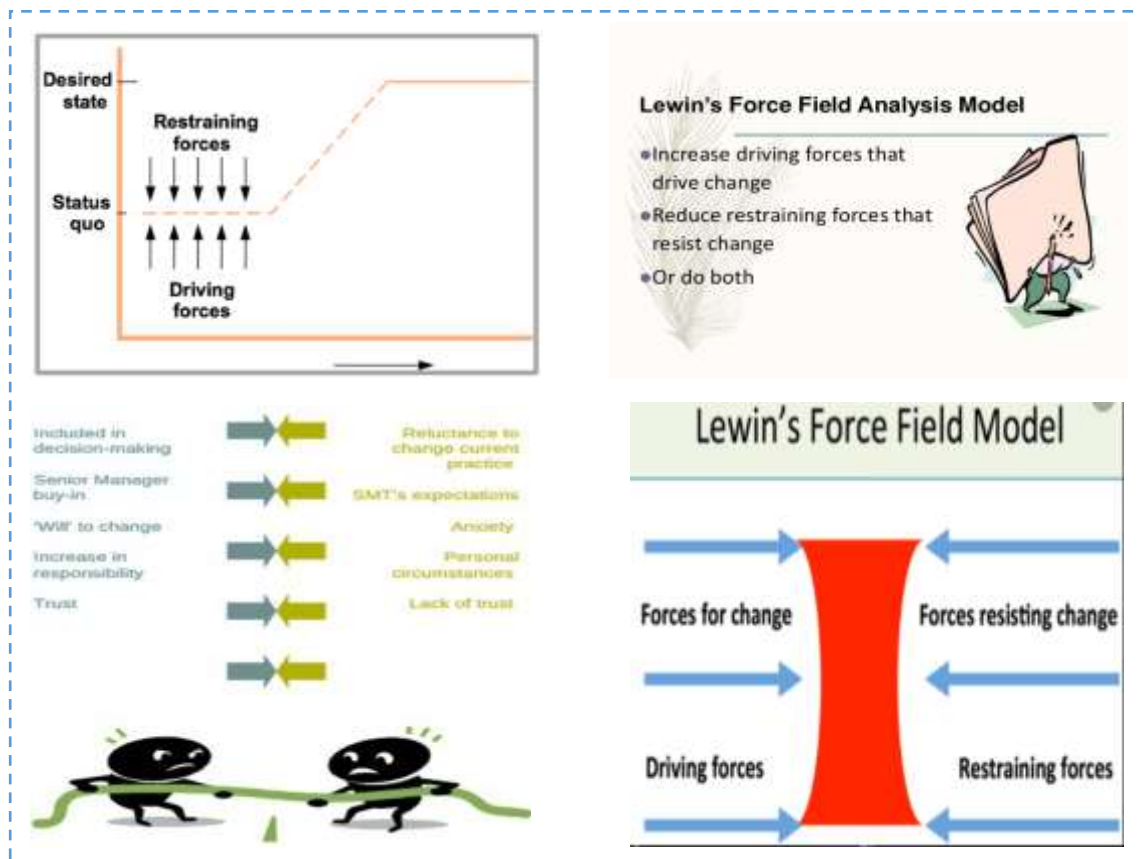 Desired
state
Restraining
forces
Status
quo
Driving
forces
Lewin's Force Field Analysis Model
•Increase driving forces that
drive change
•Reduce restraining forces that
resist change
•Or do both
Included in
decision-making
Senior Manager
buy-in
'Will' to change
Increase in
responsibility
Trust
Reluctance to
change current
practice
SMT's expectations
Anxiety
Personal
circumstances
Lack of trust
Lewin's Force Field Model
Forces for change
Forces resisting change
Driving forces
Restraining forces